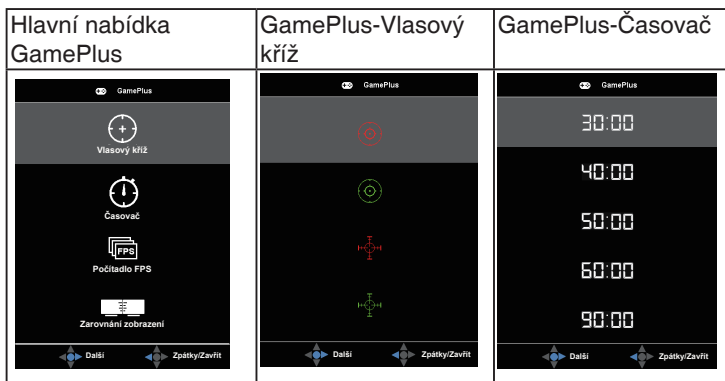 Hlavní nabídka
GamePlus
GamePlus
Vlasový kříž
Časovač
FPS
Počítadlo FPS
Zarovnání zobrazení
Další
Zpátky/Zavřít
GamePlus-Vlasový
kříž
GamePlus
Další
Zpátky/Zavřít
GamePlus-Časovač
GamePlus
30:00
40:00
50:00
60:00
90:00
Další
Zpátky/Zavřít